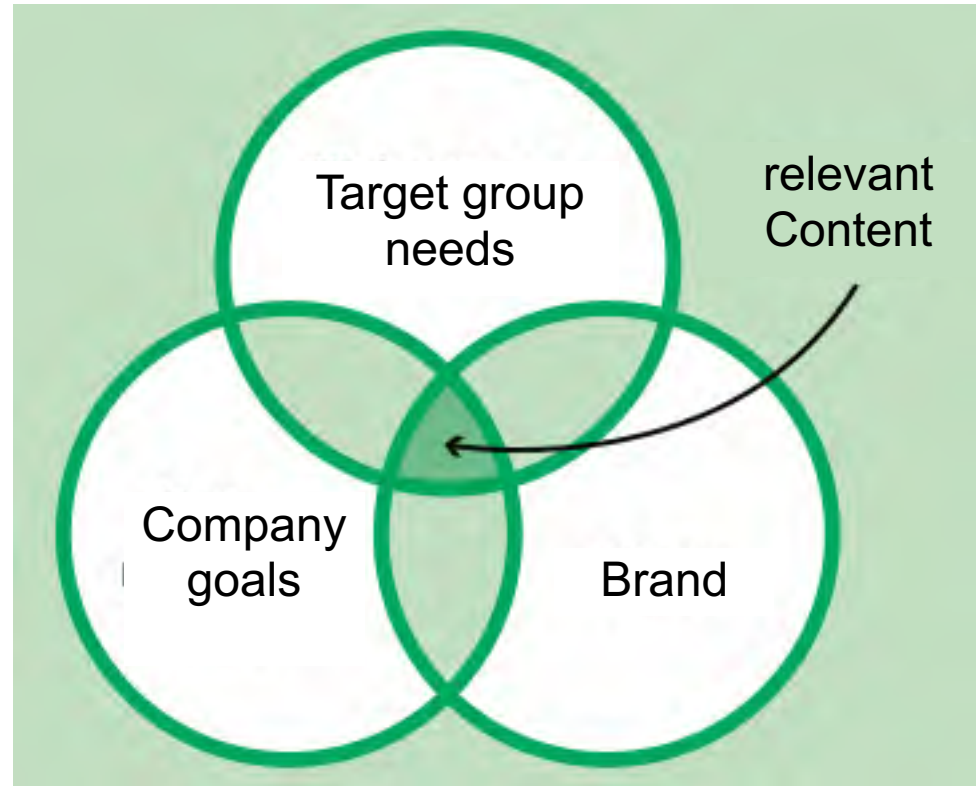 Target group
needs
relevant
Content
Company
goals
Brand